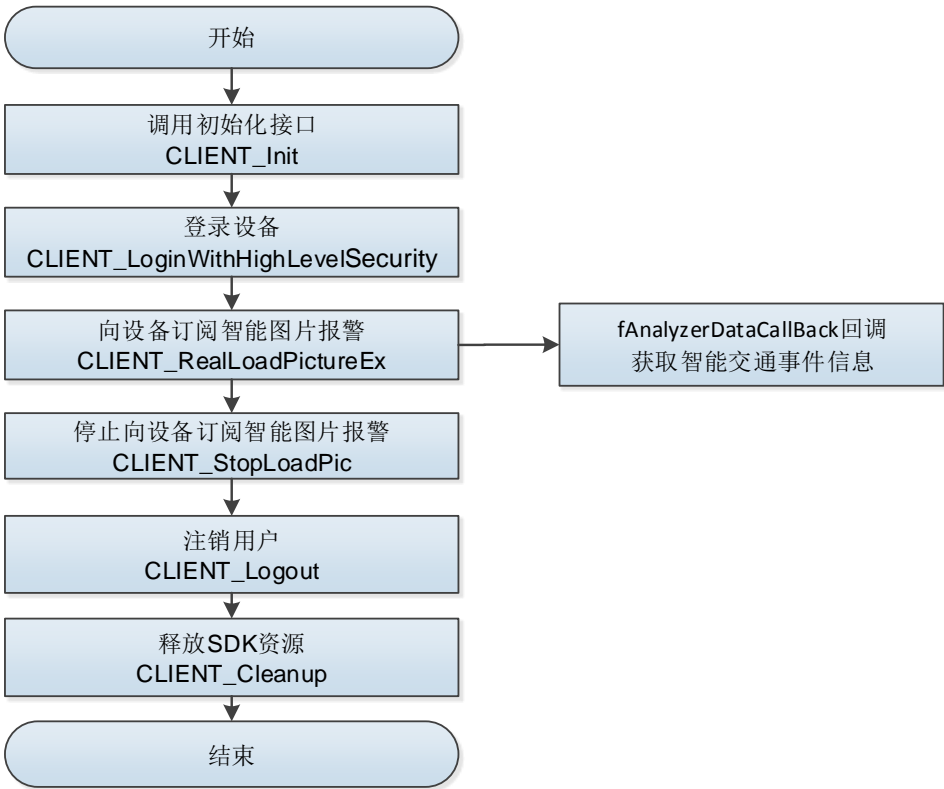 开始
调用初始化接口
CLIENT_Init
登录设备
CLIENT_LoginWithHighLevelSecurity
向设备订阅智能图片报警
CLIENT_RealLoadPictureEx
fAnalyzerDataCallBack回调
获取智能交通事件信息
停止向设备订阅智能图片报警
CLIENT_StopLoadPic
注销用户
CLIENT_Logout
释放SDK资源
CLIENT_Cleanup
结束